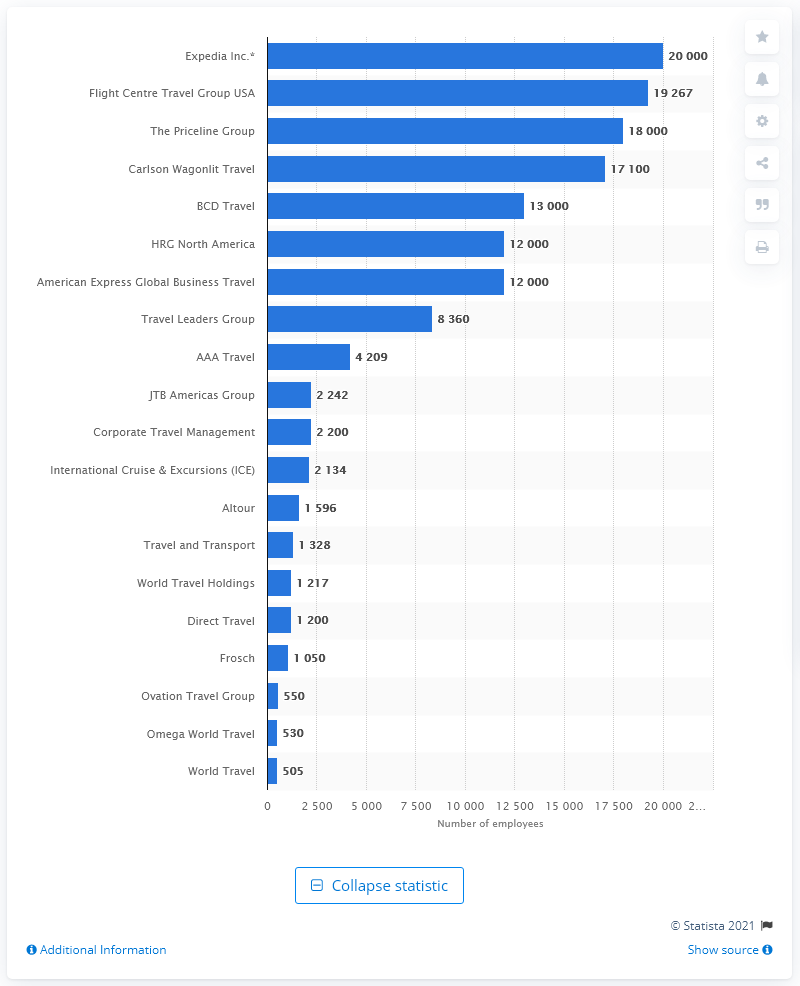 Expedia Inc.* 20 000
Flight Centre Travel Group USA 19 267
The Priceline Group 18 000
Carlson Wagonlit Travel 17 100
BCD Travel 13 000
HRG North America 12 000
American Express Global Business Travel 12 000
Travel Leaders Group 8 360
AAA Travel 4 209
JTB Americas Group 2 242
Corporate Travel Management 2 200
International Cruise & Excursions (ICE) 2 134
Altour 1 596
Travel and Transport 1 328
World Travel Holdings 1 217
Direct Travel 1 200
Frosch 1 050
Ovation Travel Group 550
Omega World Travel 530
World Travel 505
0 2 500 5 000 7 500 10 000 12 500 15 000 17 500 20 000 2...
Number of employees
Collapse statistic
© Statista 2021
Additional Information Show source